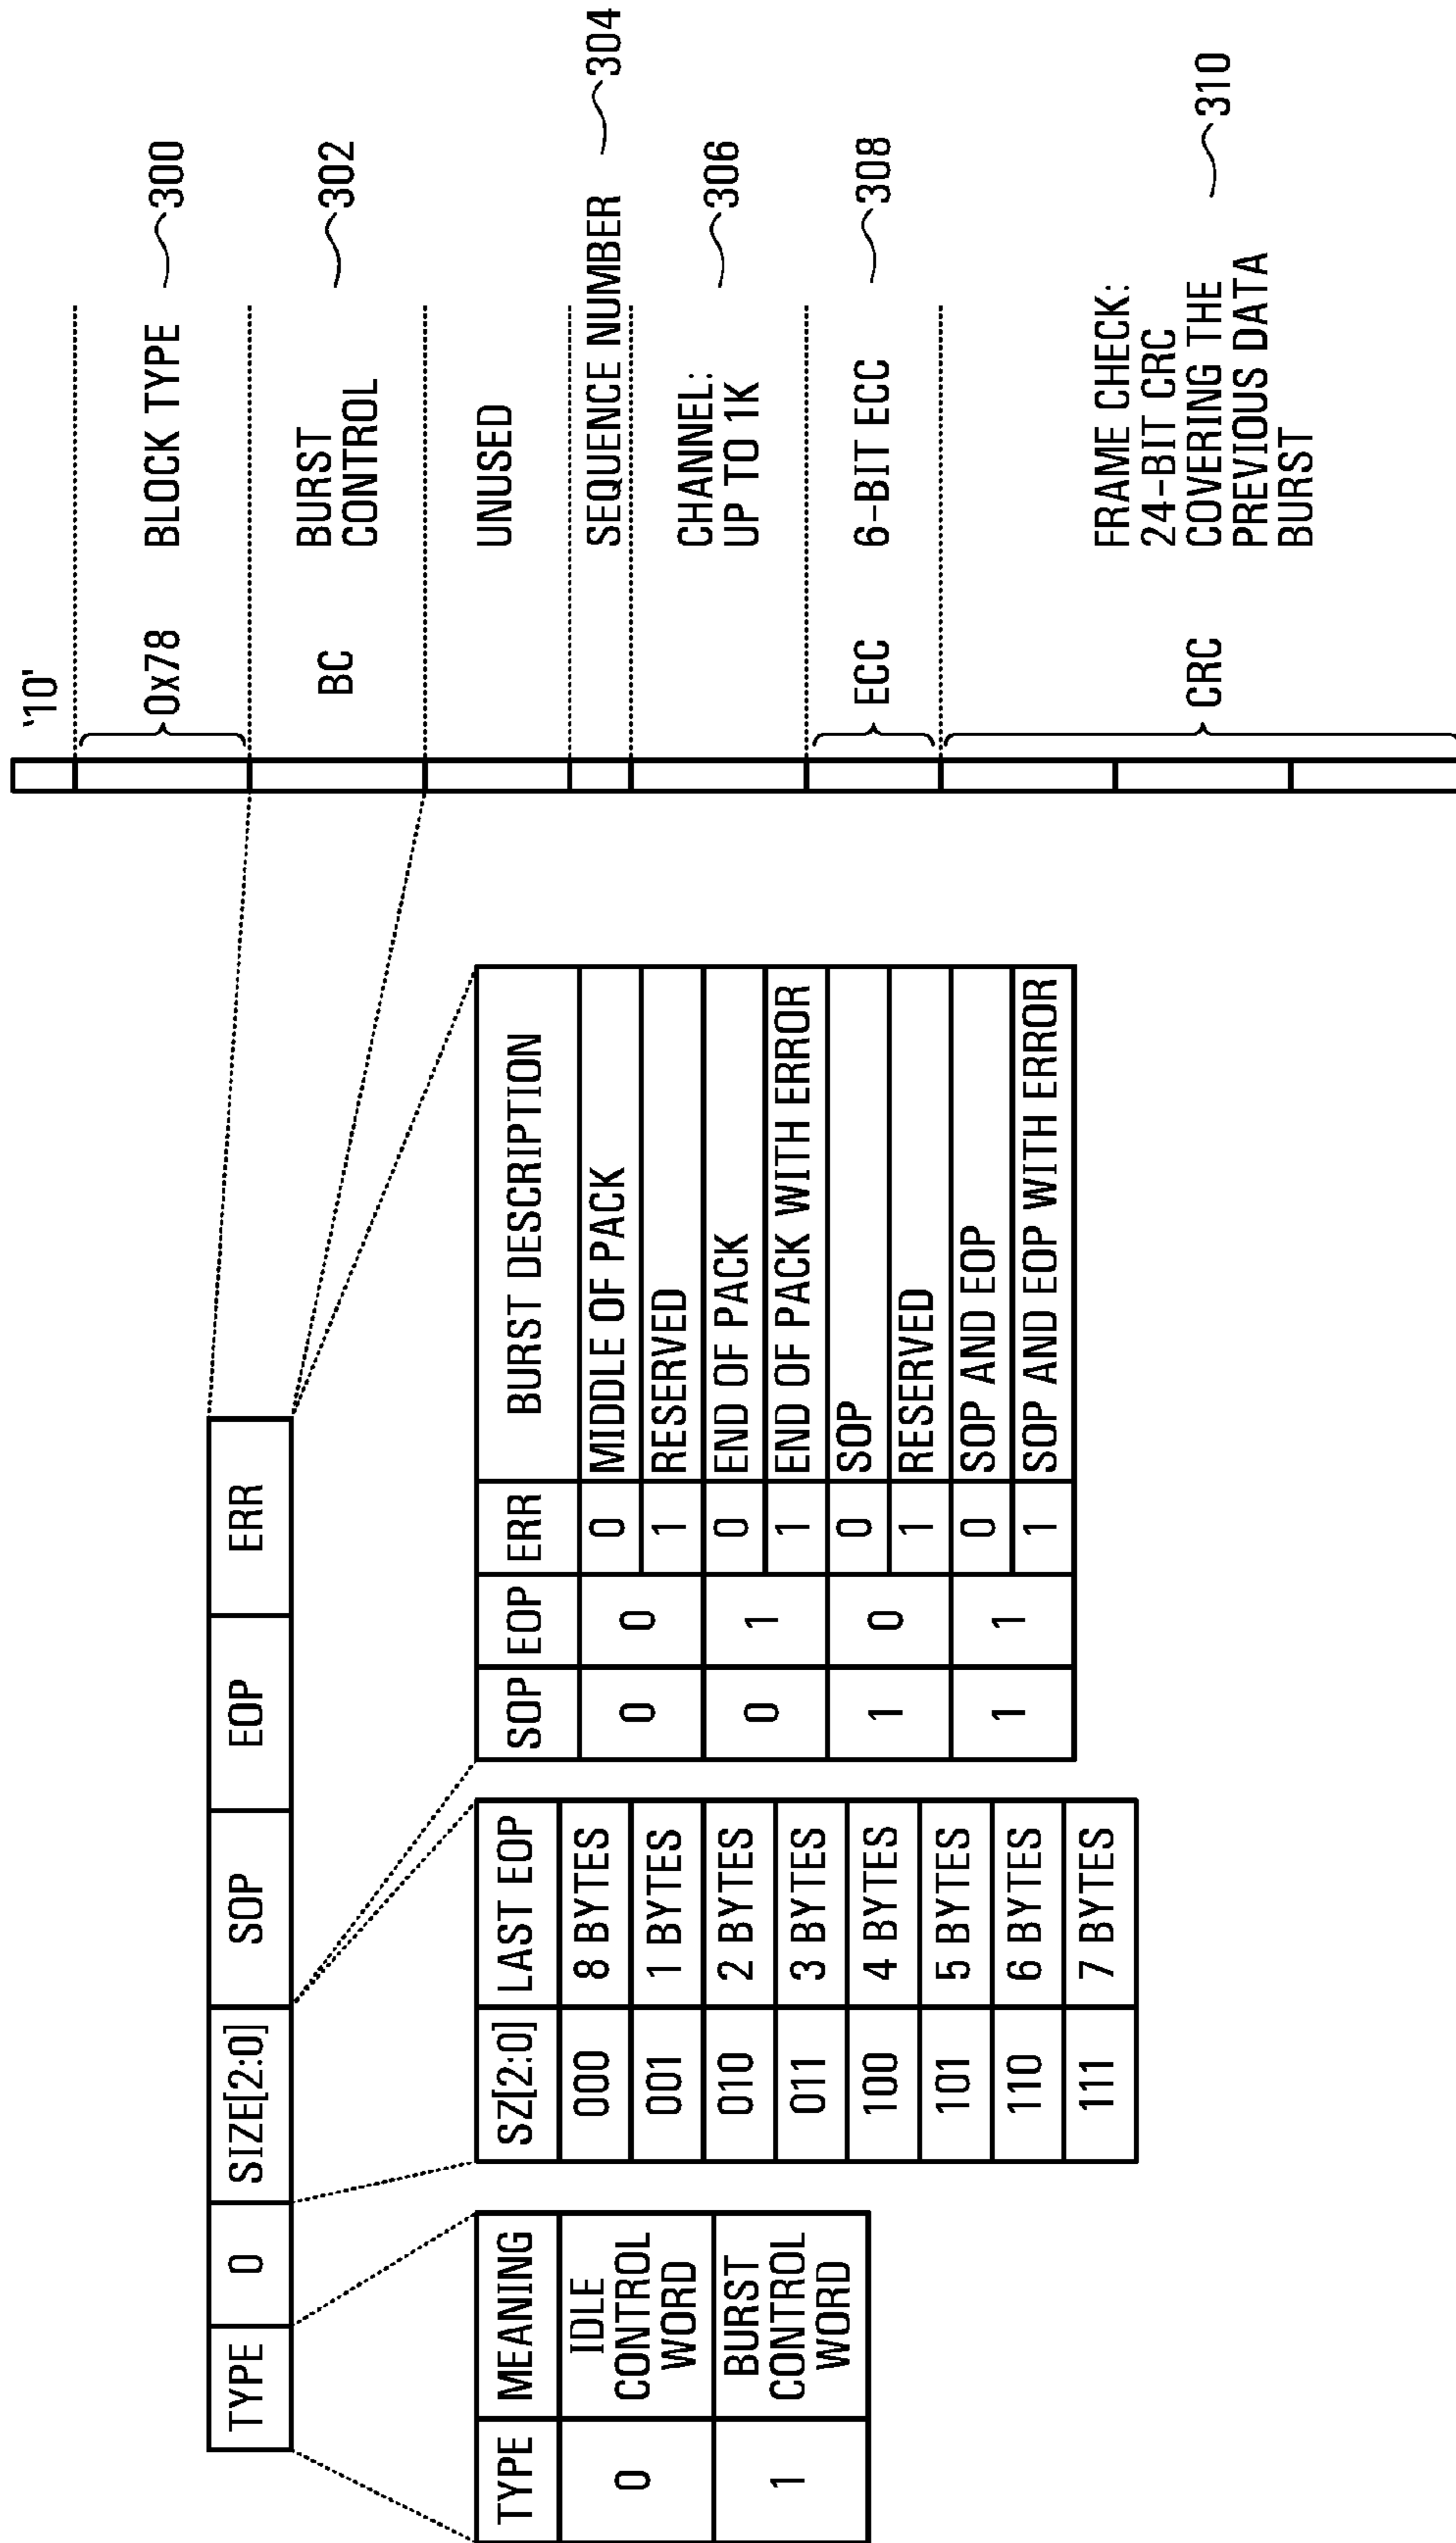 '10'
0x78
BLOCK TYPE
300
BC
BURST
CONTROL
302
UNUSED
SEQUENCE NUMBER
304
CHANNEL:
UP TO 1K
306
ECC
6-BIT ECC
308
CRC
FRAME CHECK:
24-BIT CRC
COVERING THE
PREVIOUS DATA
BURST
310
TYPE 0 SIZE[2:0] SOP EOP ERR
TYPE MEANING
0 IDLE
CONTROL
WORD
1 BURST
CONTROL
WORD
SZ[2:0] LAST EOP
000 8 BYTES
001 1 BYTES
010 2 BYTES
011 3 BYTES
100 4 BYTES
101 5 BYTES
110 6 BYTES
111 7 BYTES
SOP EOP ERR BURST DESCRIPTION
0 0 0 MIDDLE OF PACK
1 RESERVED
0 1 0 END OF PACK
1 END OF PACK WITH ERROR
1 0 0 SOP
1 RESERVED
1 1 0 SOP AND EOP
1 SOP AND EOP WITH ERROR